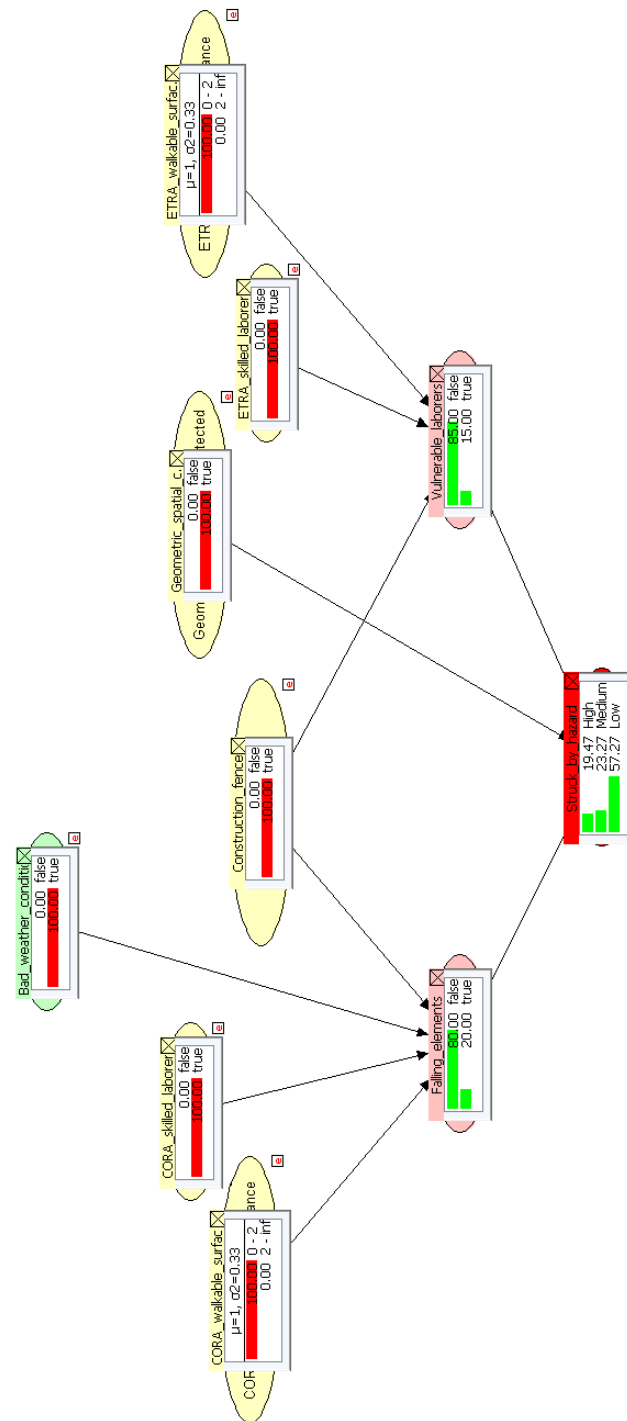 Bad_weather_conditic
0.00 false
100.00 true
e
CORA_walkable_surfac
μ=1, σ2=0.33
100.00 0 - 2
0.00 2 - inf
COR
ance
e
CORA_skilled_laborer
0.00 false
100.00 true
e
Construction_fence
0.00 false
100.00 true
e
Geometric_spatial_c.
0.00 false
100.00 true
Geom
tected
e
ETRA_skilled_laborer
0.00 false
100.00 true
e
ETRA_walkable_surfac.
μ=1, σ2=0.33
100.00 0 - 2
0.00 2 - inf
ETR
ance
e
Falling_elements
80.00 false
20.00 true
Vulnerable_laborers
85.00 false
15.00 true
Struck_by_hazard
19.47 High
23.27 Medium
57.27 Low